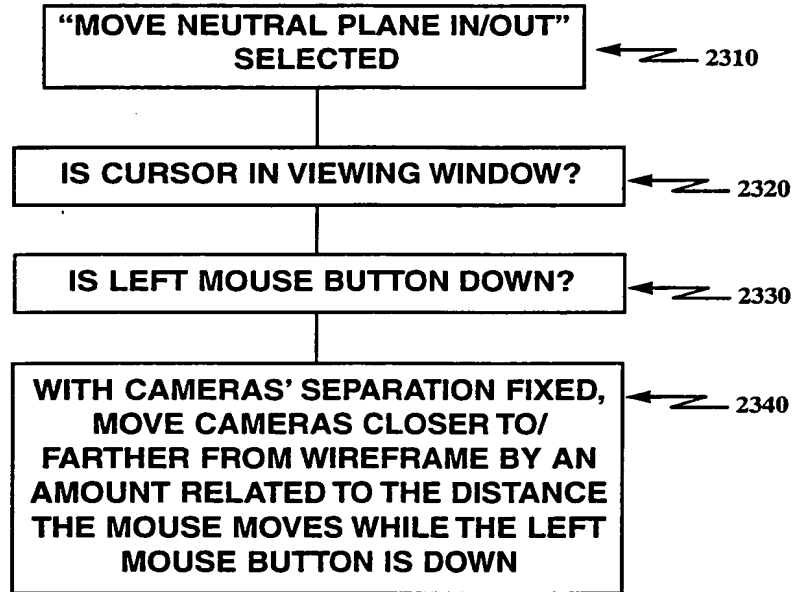 “MOVE NEUTRAL PLANE IN/OUT”
SELECTED
2310
IS CURSOR IN VIEWING WINDOW?
2320
IS LEFT MOUSE BUTTON DOWN?
2330
WITH CAMERAS’ SEPARATION FIXED,
MOVE CAMERAS CLOSER TO/
FARTHER FROM WIREFRAME BY AN
AMOUNT RELATED TO THE DISTANCE
THE MOUSE MOVES WHILE THE LEFT
MOUSE BUTTON IS DOWN
2340